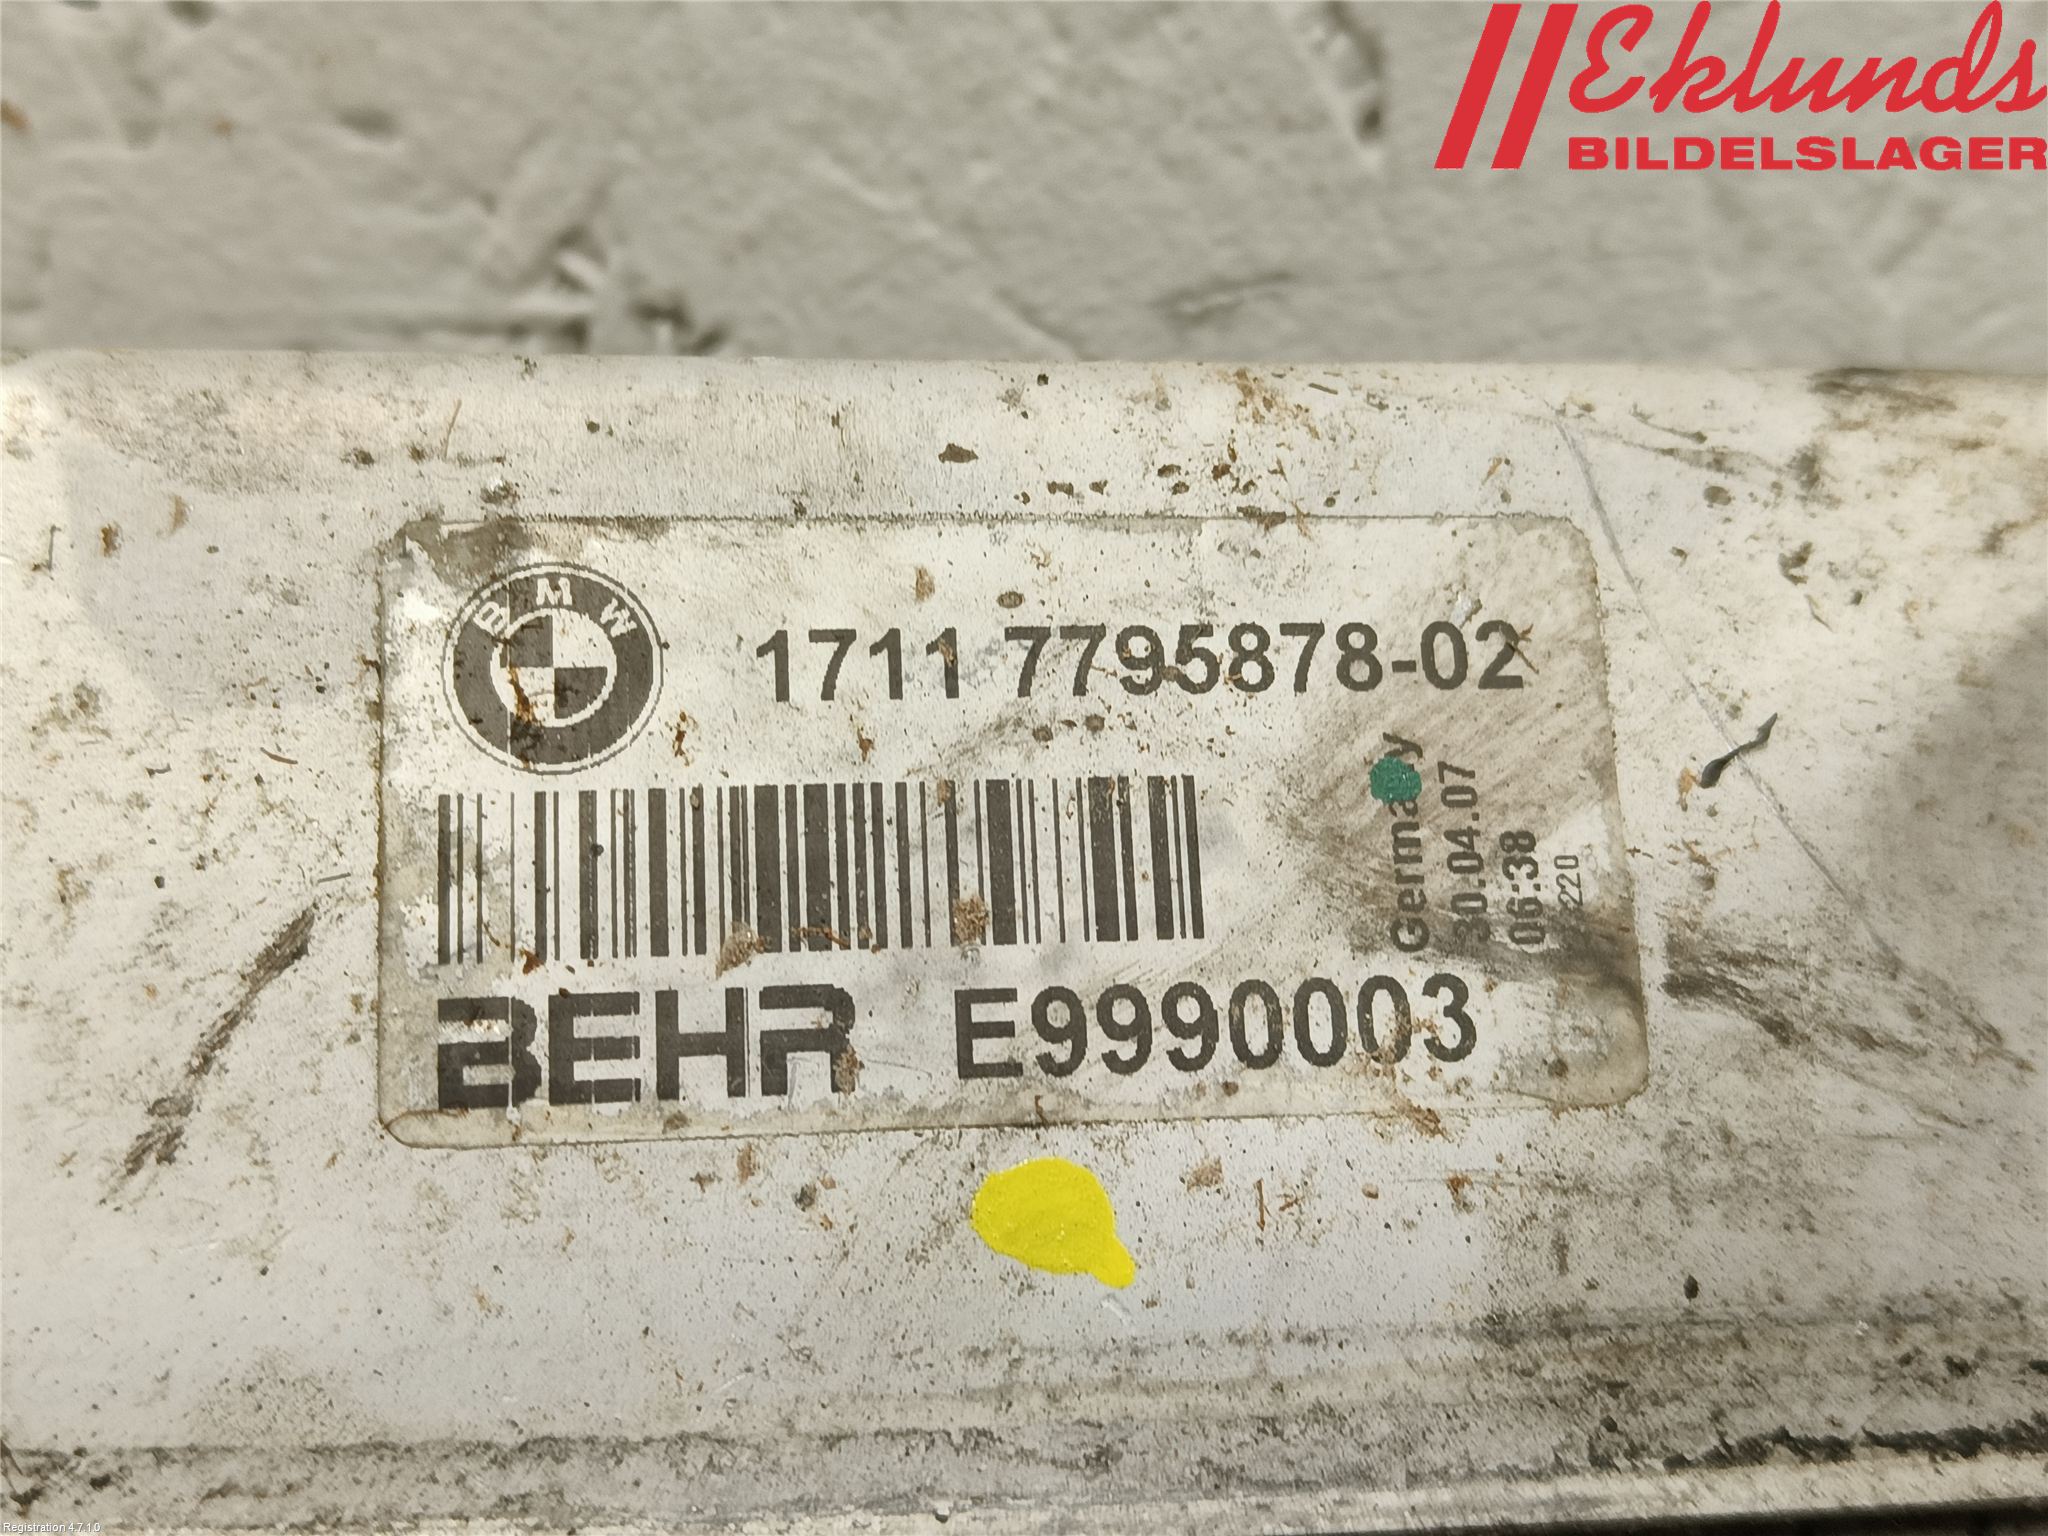 Eklunds
BILDELSLAGER
BMW
1711 7795878-02
Germany
30.04.07
06:38
220
BEHR E9990003
Registration 4.7.1.0